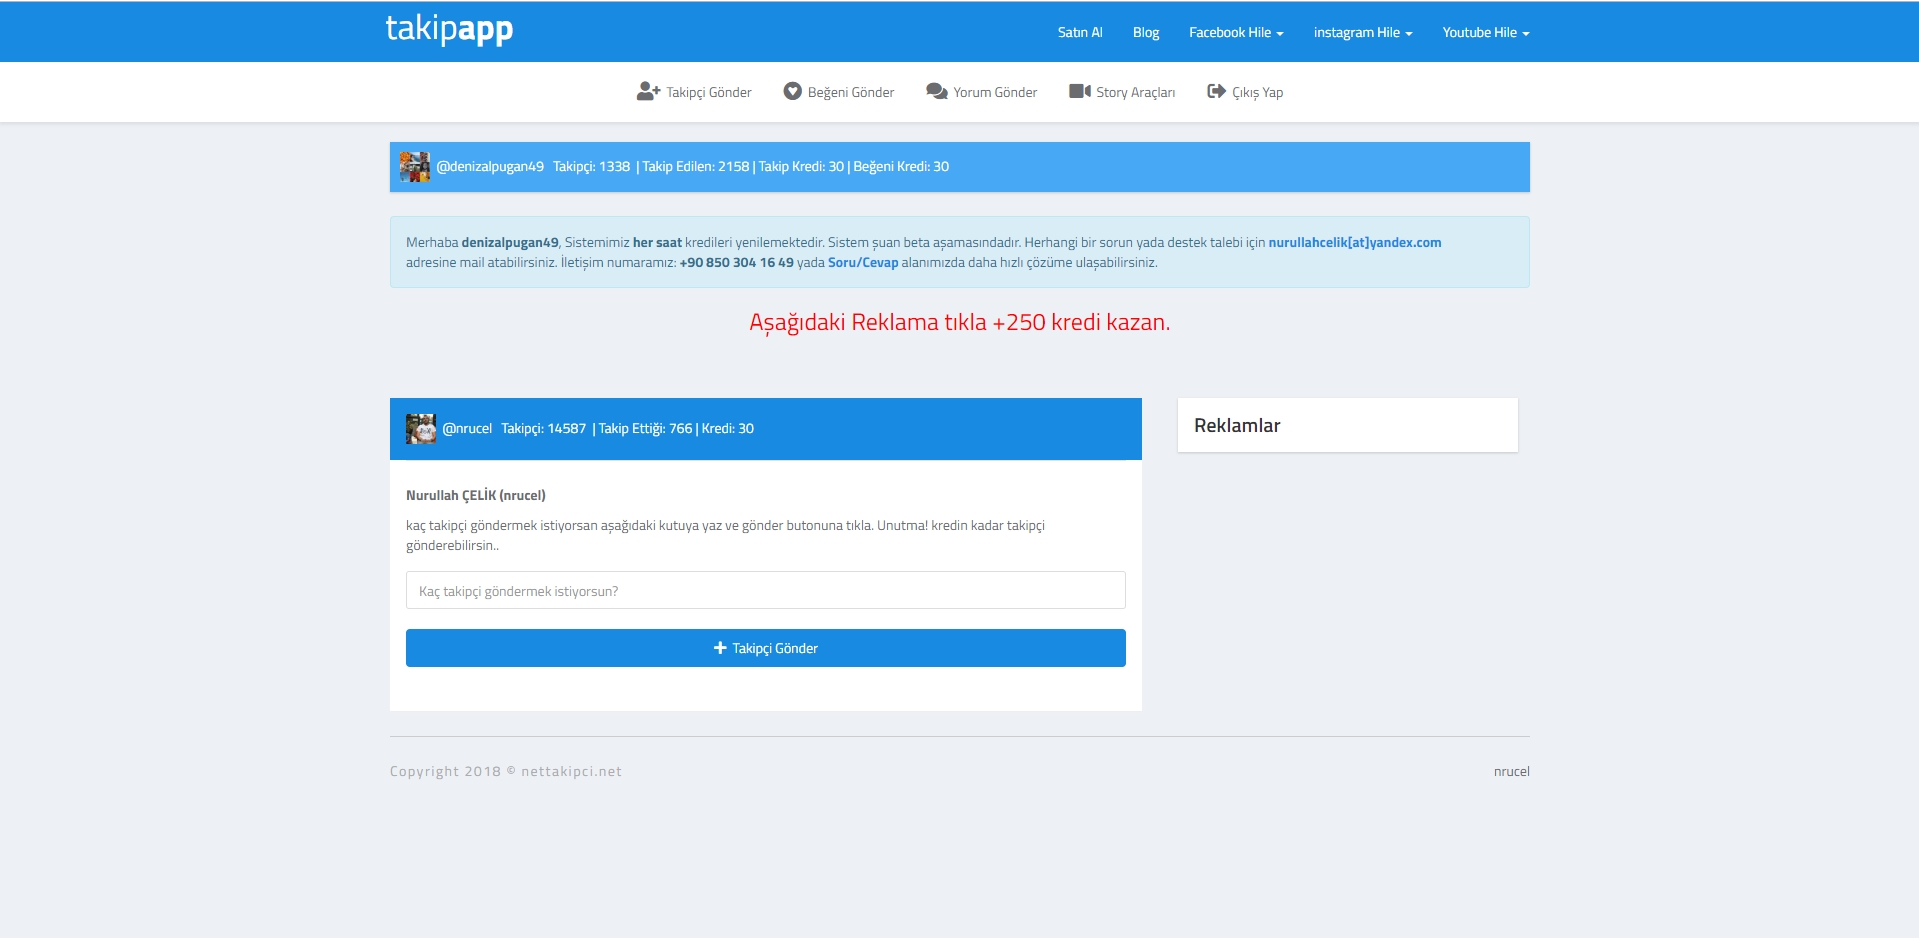 takipapp
Satın Al Blog Facebook Hile instagram Hile Youtube Hile
Takipçi Gönder Beğeni Gönder Yorum Gönder Story Araçları Çıkış Yap
@denizalpugan49 Takipçi: 1338 | Takip Edilen: 2158 | Takip Kredi: 30 | Beğeni Kredi: 30
Merhaba denizalpugan49, Sistemimiz her saat kredileri yenilemektedir. Sistem şuan beta aşamasındadır. Herhangi bir sorun yada destek talebi için nurullahcelik[at]yandex.com
adresine mail atabilirsiniz. İletişim numaramız: +90 850 304 16 49 yada Soru/Cevap alanımızda daha hızlı çözüme ulaşabilirsiniz.
Aşağıdaki Reklama tıkla +250 kredi kazan.
@nrucel Takipçi: 14587 | Takip Ettiği: 766 | Kredi: 30
Nurullah ÇELİK (nrucel)
kaç takipçi göndermek istiyorsan aşağıdaki kutuya yaz ve gönder butonuna tıkla. Unutma! kredin kadar takipçi
gönderebilirsin..
Kaç takipçi göndermek istiyorsun?
Takipçi Gönder
Reklamlar
Copyright 2018 © nettakipci.net
nrucel